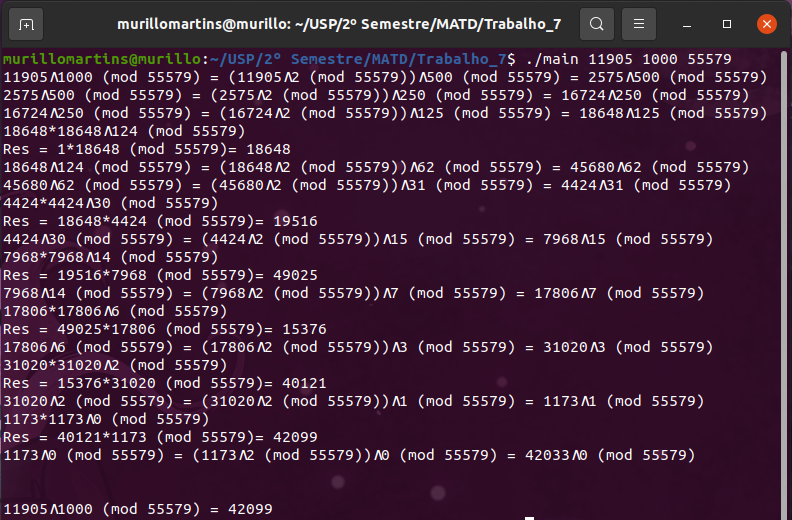 murillomartins@murillo: ~/USP/2º Semestre/MATD/Trabalho_7
murillomartins@murillo:~/USP/2º Semestre/MATD/Trabalho_7$ ./main 11905 1000 55579
11905/\1000 (mod 55579) = (11905/\2 (mod 55579))/\500 (mod 55579) = 2575/\500 (mod 55579)
2575/\500 (mod 55579) = (2575/\2 (mod 55579))/\250 (mod 55579) = 16724/\250 (mod 55579)
16724/\250 (mod 55579) = (16724/\2 (mod 55579))/\125 (mod 55579) = 18648/\125 (mod 55579)
18648*18648/\124 (mod 55579)
Res = 1*18648 (mod 55579)= 18648
18648/\124 (mod 55579) = (18648/\2 (mod 55579))/\62 (mod 55579) = 45680/\62 (mod 55579)
45680/\62 (mod 55579) = (45680/\2 (mod 55579))/\31 (mod 55579) = 4424/\31 (mod 55579)
4424*4424/\30 (mod 55579)
Res = 18648*4424 (mod 55579)= 19516
4424/\30 (mod 55579) = (4424/\2 (mod 55579))/\15 (mod 55579) = 7968/\15 (mod 55579)
7968*7968/\14 (mod 55579)
Res = 19516*7968 (mod 55579)= 49025
7968/\14 (mod 55579) = (7968/\2 (mod 55579))/\7 (mod 55579) = 17806/\7 (mod 55579)
17806*17806/\6 (mod 55579)
Res = 49025*17806 (mod 55579)= 15376
17806/\6 (mod 55579) = (17806/\2 (mod 55579))/\3 (mod 55579) = 31020/\3 (mod 55579)
31020*31020/\2 (mod 55579)
Res = 15376*31020 (mod 55579)= 40121
31020/\2 (mod 55579) = (31020/\2 (mod 55579))/\1 (mod 55579) = 1173/\1 (mod 55579)
1173*1173/\0 (mod 55579)
Res = 40121*1173 (mod 55579)= 42099
1173/\0 (mod 55579) = (1173/\2 (mod 55579))/\0 (mod 55579) = 42033/\0 (mod 55579)
11905/\1000 (mod 55579) = 42099